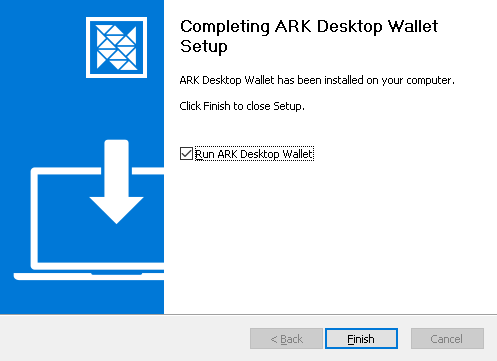 Completing ARK Desktop Wallet
Setup
ARK Desktop Wallet has been installed on your computer.
Click Finish to close Setup.
Run ARK Desktop Wallet
< Back
Finish
Cancel